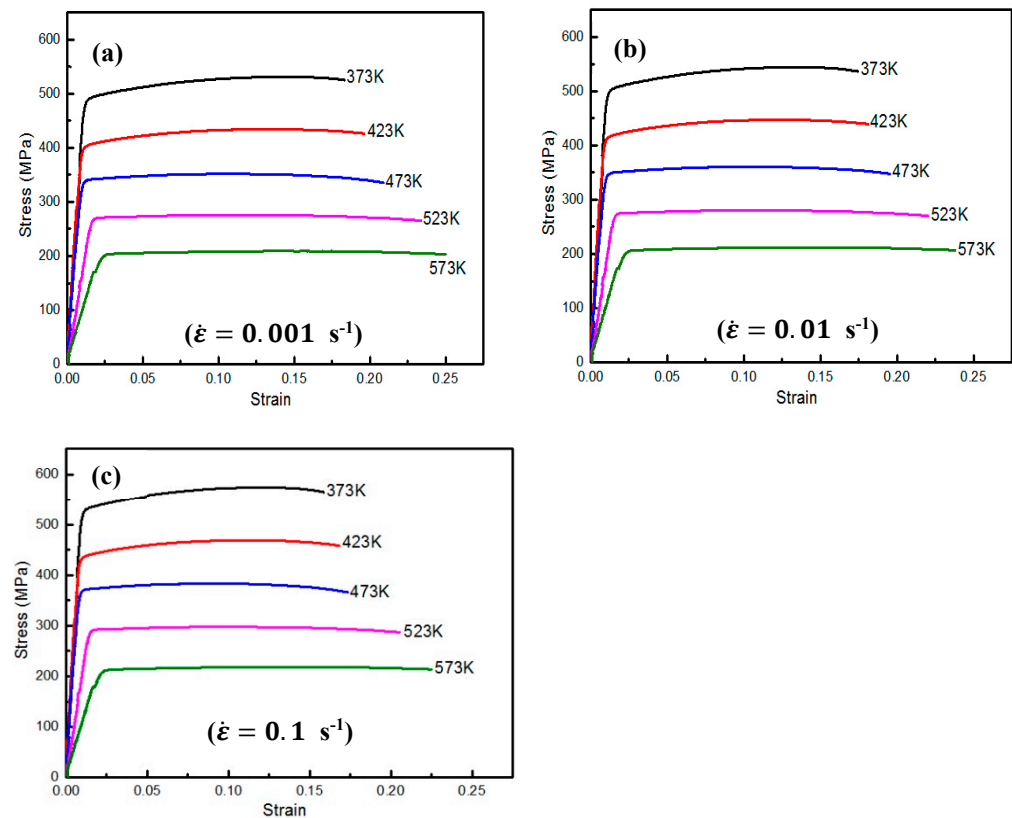 (a)
600
500
400
300
200
100
0
Stress (MPa)
373K
423K
473K
523K
573K
(ε̇ = 0.001 s⁻¹)
0.00 0.05 0.10 0.15 0.20 0.25
Strain
(b)
600
500
400
300
200
100
0
Stress (MPa)
373K
423K
473K
523K
573K
(ε̇ = 0.01 s⁻¹)
0.00 0.05 0.10 0.15 0.20 0.25
Strain
(c)
600
500
400
300
200
100
0
Stress (MPa)
373K
423K
473K
523K
573K
(ε̇ = 0.1 s⁻¹)
0.00 0.05 0.10 0.15 0.20 0.25
Strain